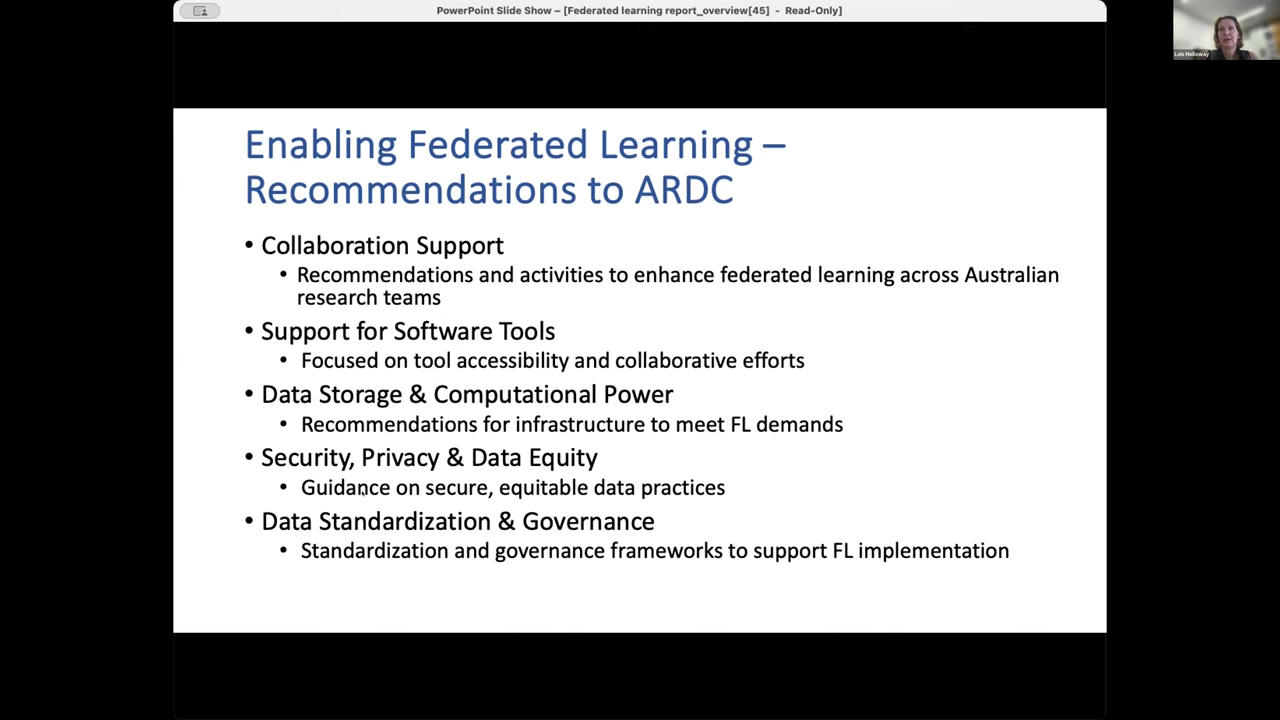 PowerPoint Slide Show – [Federated learning report_overview[45] - Read-Only]
Lois Holloway
Enabling Federated Learning –
Recommendations to ARDC
• Collaboration Support
• Recommendations and activities to enhance federated learning across Australian
research teams
• Support for Software Tools
• Focused on tool accessibility and collaborative efforts
• Data Storage & Computational Power
• Recommendations for infrastructure to meet FL demands
• Security, Privacy & Data Equity
• Guidance on secure, equitable data practices
• Data Standardization & Governance
• Standardization and governance frameworks to support FL implementation